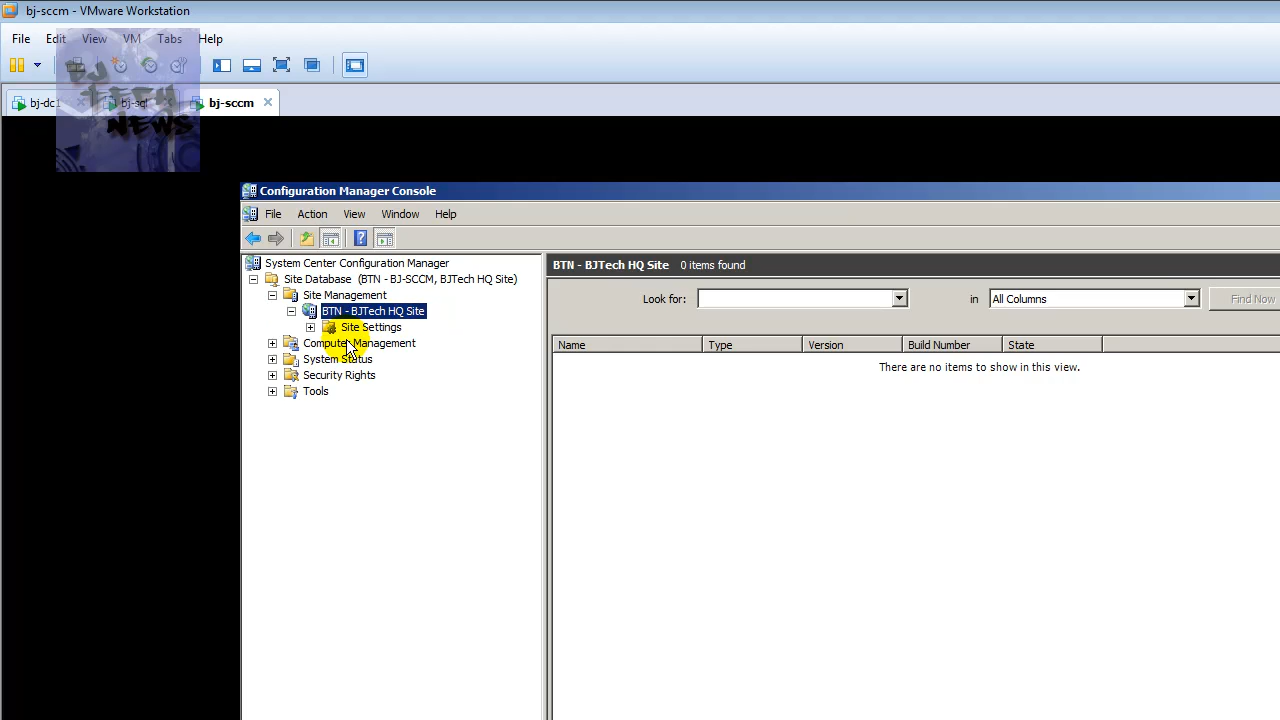 bj-sccm - VMware Workstation
File Edit View VM Tabs Help
BJ
TECH
NEWS
bj-dc1 bj-sql bj-sccm
Configuration Manager Console
File Action View Window Help
System Center Configuration Manager
Site Database (BTN - BJ-SCCM, BJTech HQ Site)
Site Management
BTN - BJTech HQ Site
Site Settings
Computer Management
System Status
Security Rights
Tools
BTN - BJTech HQ Site 0 items found
Look for: in All Columns Find Now
Name Type Version Build Number State
There are no items to show in this view.